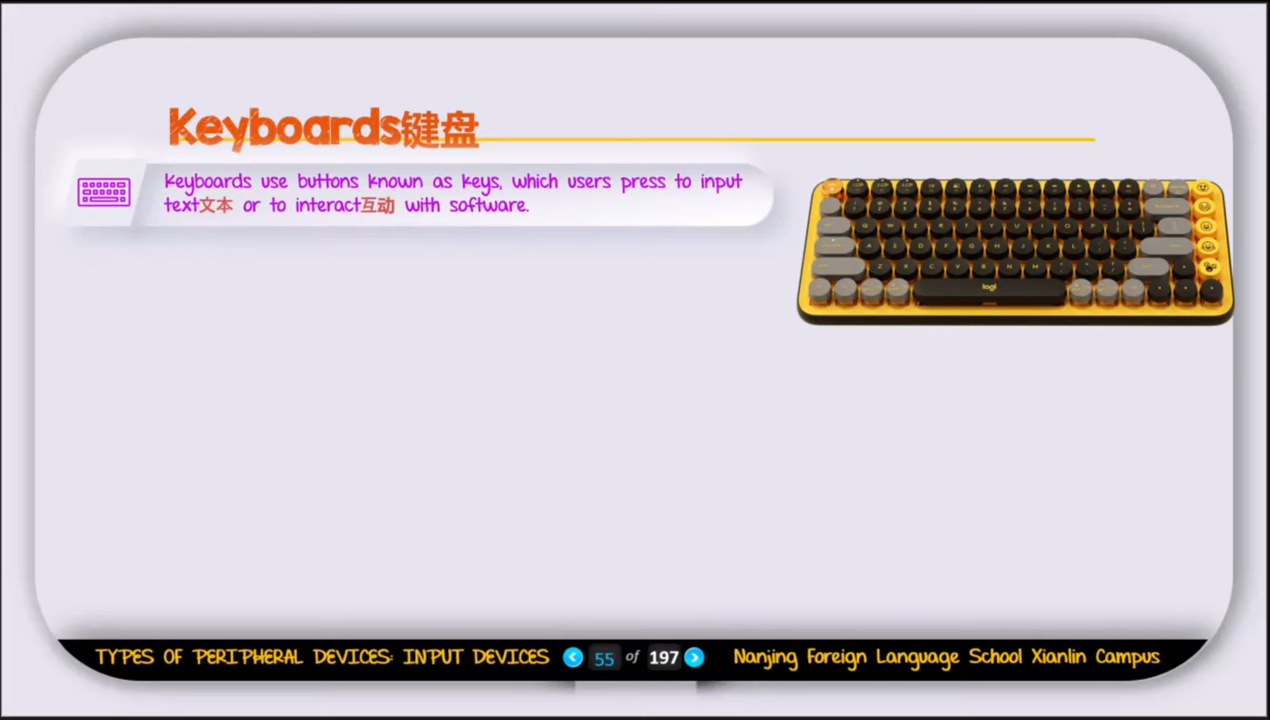 Keyboards键盘
Keyboards use buttons known as keys, which users press to input
text文本 or to interact互动 with software.
logi
TYPES OF PERIPHERAL DEVICES: INPUT DEVICES 55 of 197 Nanjing Foreign Language School Xianlin Campus